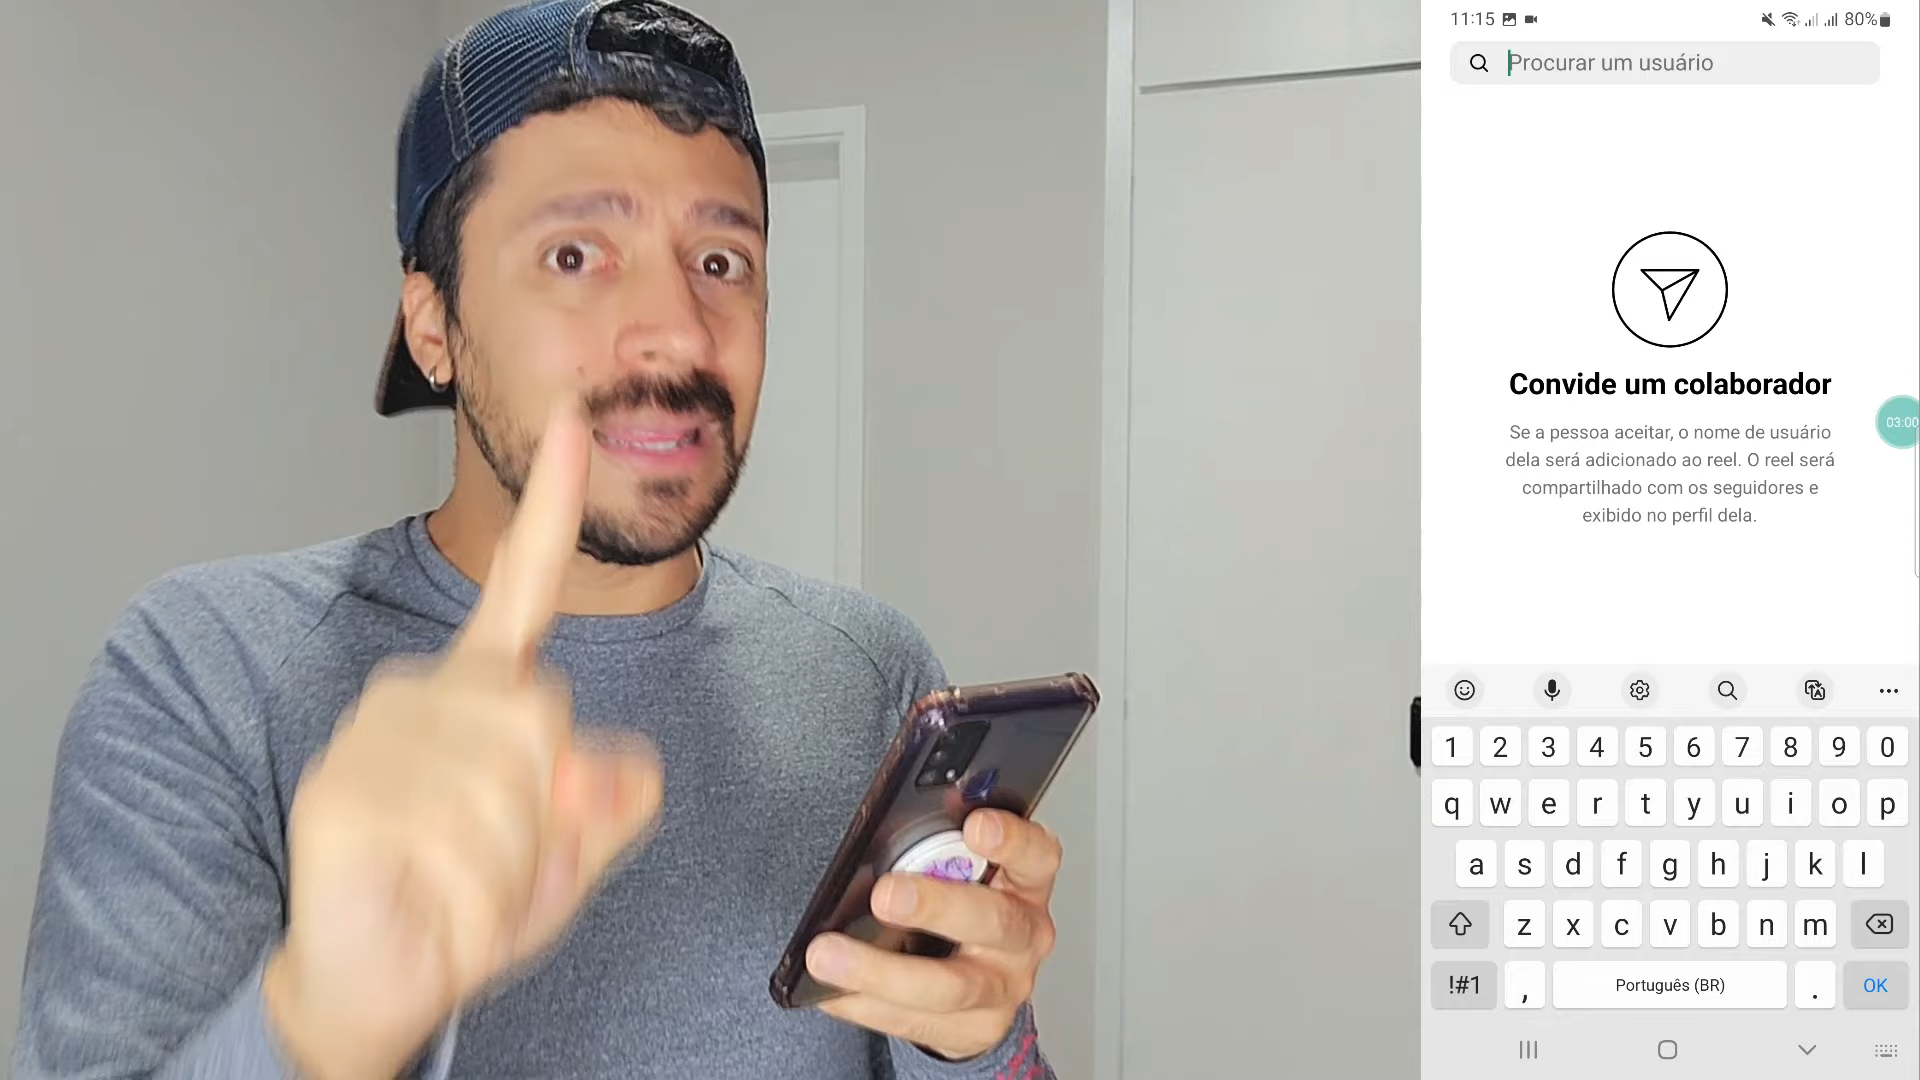 11:15
80%
Procurar um usuário
Convide um colaborador
Se a pessoa aceitar, o nome de usuário
dela será adicionado ao reel. O reel será
compartilhado com os seguidores e
exibido no perfil dela.
03:00
1 2 3 4 5 6 7 8 9 0
q w e r t y u i o p
a s d f g h j k l
z x c v b n m
!#1 , Português (BR) . OK